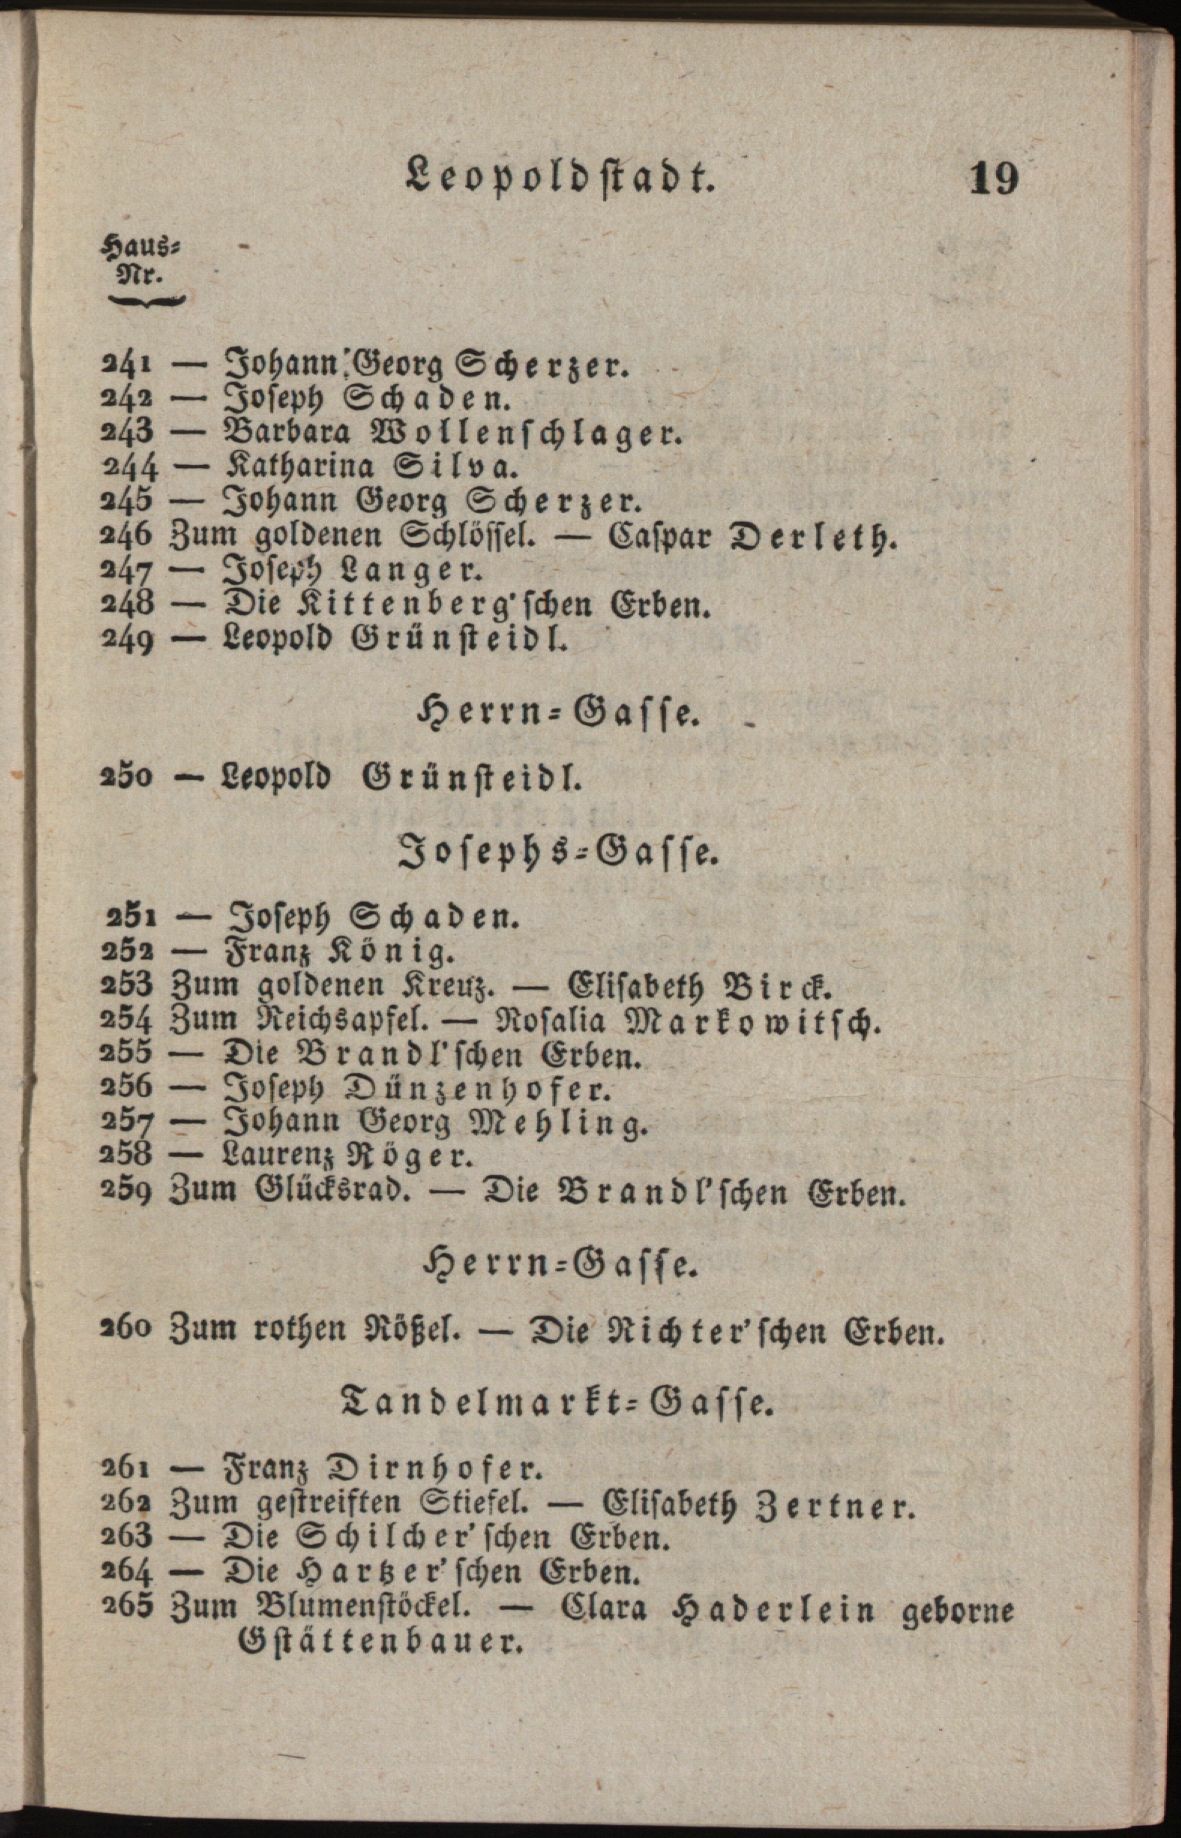 Leopoldstadt. 19
Haus-
Nr.
241 — Johann Georg Scherzer.
242 — Joseph Schaden.
243 — Barbara Wollenschlager.
244 — Katharina Silva.
245 — Johann Georg Scherzer.
246 Zum goldenen Schlössel. — Caspar Derleth.
247 — Joseph Langer.
248 — Die Kittenberg'schen Erben.
249 — Leopold Grünsteidl.
Herrn-Gasse.
250 — Leopold Grünsteidl.
Josephs-Gasse.
251 — Joseph Schaden.
252 — Franz König.
253 Zum goldenen Kreuz. — Elisabeth Birck.
254 Zum Reichsapfel. — Rosalia Markowitsch.
255 — Die Brandl'schen Erben.
256 — Joseph Dünzenhofer.
257 — Johann Georg Mehling.
258 — Laurenz Röger.
259 Zum Glücksrad. — Die Brandl'schen Erben.
Herrn-Gasse.
260 Zum rothen Rößel. — Die Richter'schen Erben.
Tandelmarkt-Gasse.
261 — Franz Dirnhofer.
262 Zum gestreiften Stiefel. — Elisabeth Zertner.
263 — Die Schilcher'schen Erben.
264 — Die Hartzer'schen Erben.
265 Zum Blumenstöckel. — Clara Haderlein geborne
Gstättenbauer.